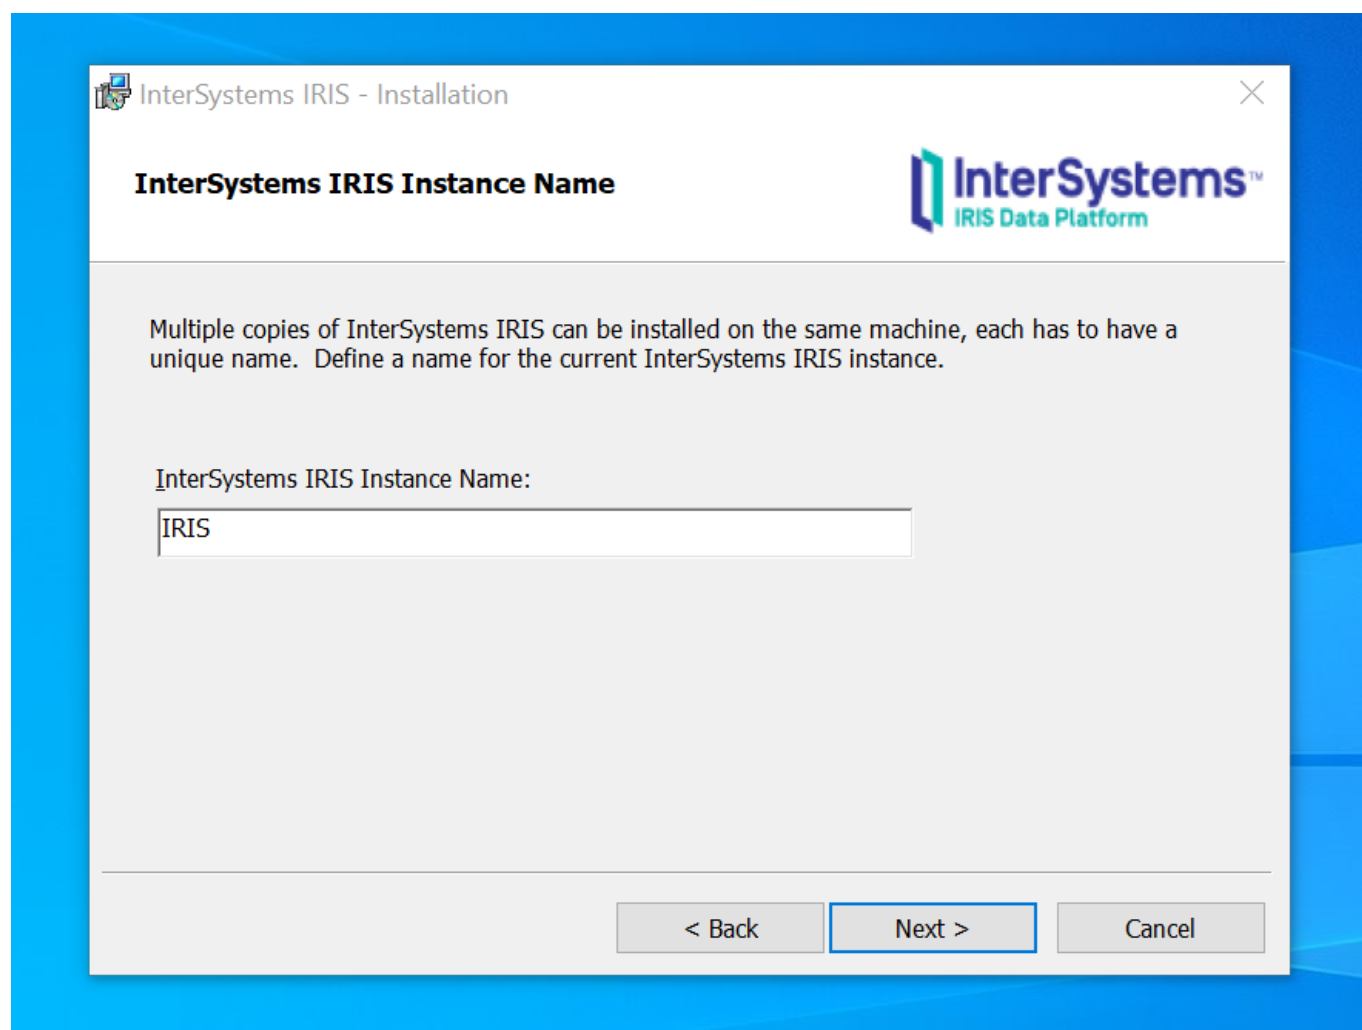 InterSystems IRIS - Installation
InterSystems IRIS Instance Name
InterSystems™
IRIS Data Platform
Multiple copies of InterSystems IRIS can be installed on the same machine, each has to have a
unique name.  Define a name for the current InterSystems IRIS instance.
InterSystems IRIS Instance Name:
IRIS
< Back
Next >
Cancel